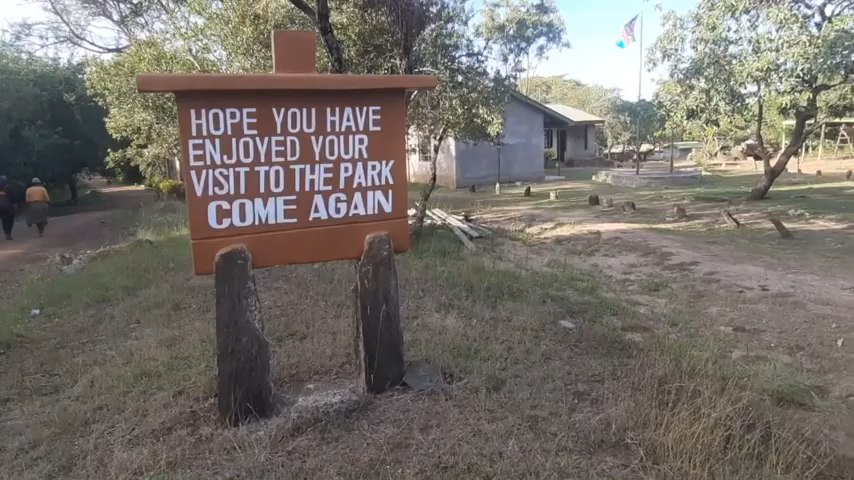 HOPE YOU HAVE
ENJOYED YOUR
VISIT TO THE PARK
COME AGAIN